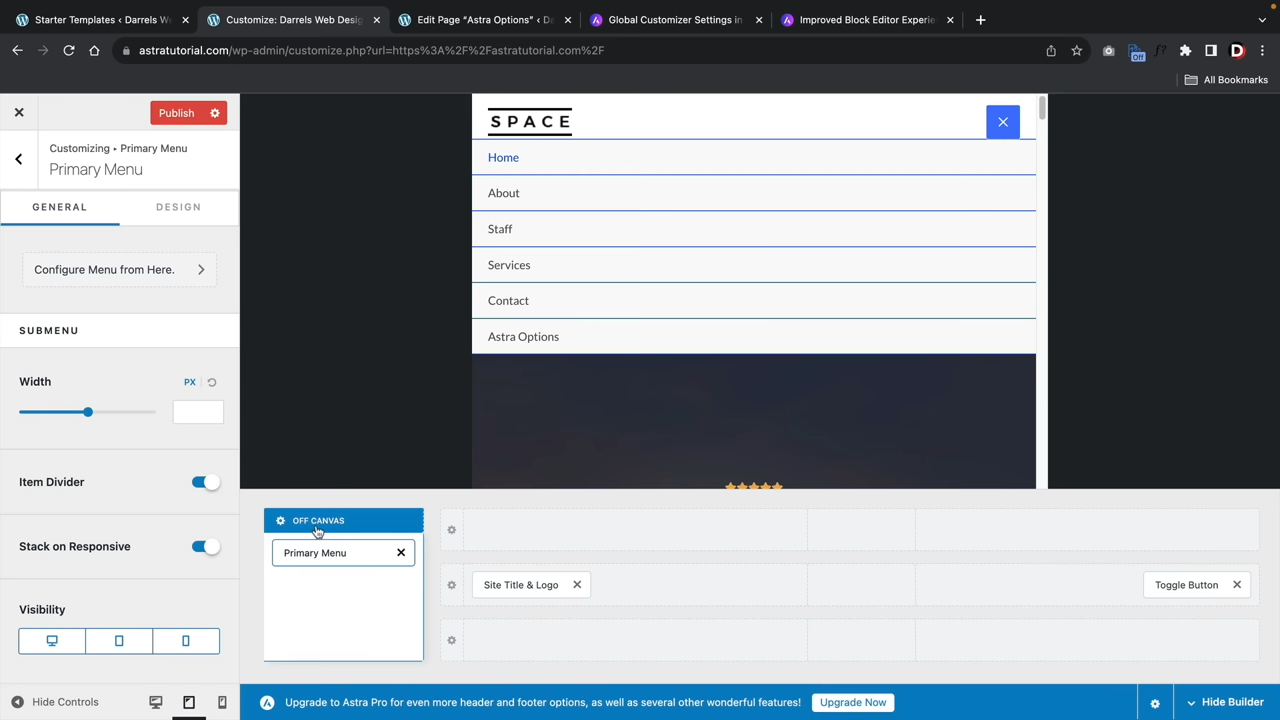 Starter Templates ‹ Darrels We
Customize: Darrels Web Desig
Edit Page "Astra Options" ‹ Da
Global Customizer Settings in
Improved Block Editor Experie
astratutorial.com/wp-admin/customize.php?url=https%3A%2F%2Fastratutorial.com%2F
Off
f?
D
All Bookmarks
Publish
Customizing ▸ Primary Menu
Primary Menu
GENERAL
DESIGN
Configure Menu from Here.
SUBMENU
Width
PX
Item Divider
Stack on Responsive
Visibility
Hide Controls
SPACE
Home
About
Staff
Services
Contact
Astra Options
OFF CANVAS
Primary Menu
Site Title & Logo
Toggle Button
Upgrade to Astra Pro for even more header and footer options, as well as several other wonderful features!
Upgrade Now
Hide Builder